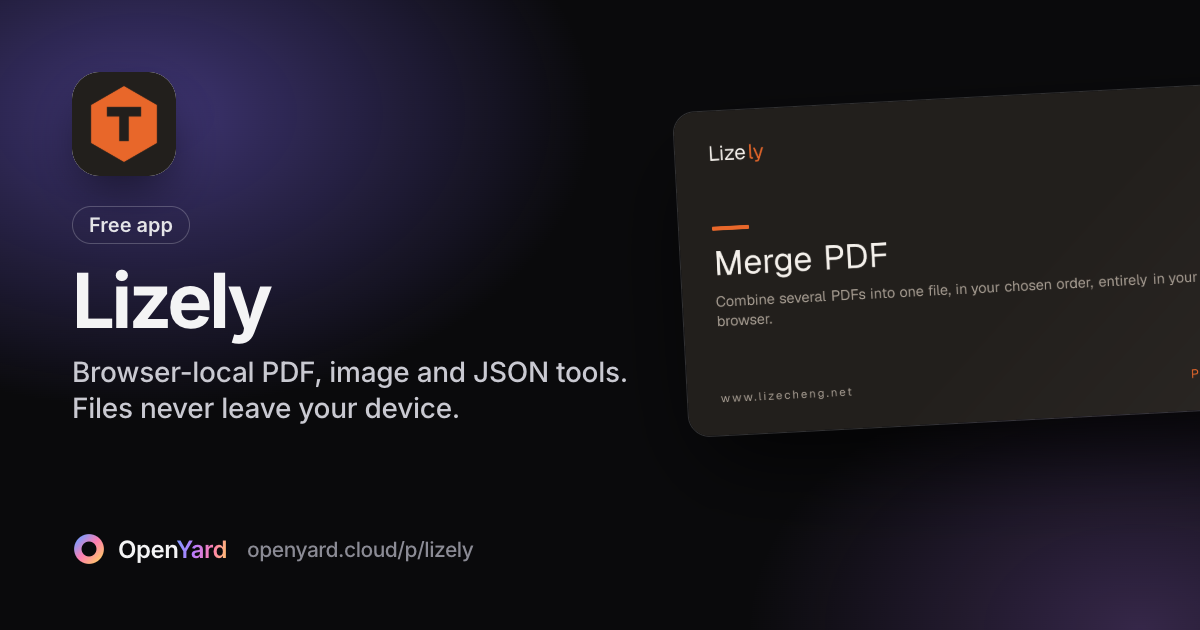 T
Free app
Lizely
Browser-local PDF, image and JSON tools.
Files never leave your device.
OpenYard openyard.cloud/p/lizely
Lizely
Merge PDF
Combine several PDFs into one file, in your chosen order, entirely in your
browser.
www.lizecheng.net
P